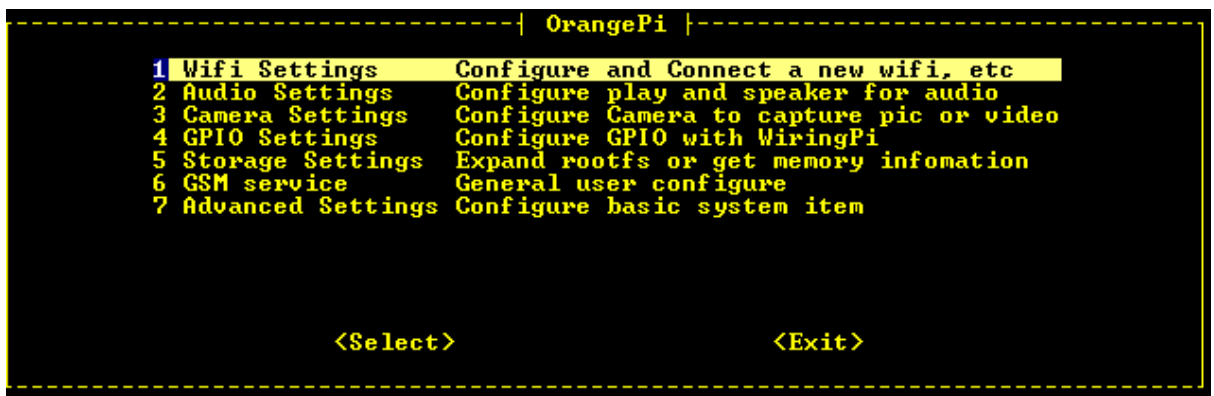 OrangePi
1 Wifi Settings Configure and Connect a new wifi, etc
2 Audio Settings Configure play and speaker for audio
3 Camera Settings Configure Camera to capture pic or video
4 GPIO Settings Configure GPIO with WiringPi
5 Storage Settings Expand rootfs or get memory infomation
6 GSM service General user configure
7 Advanced Settings Configure basic system item
<Select> <Exit>